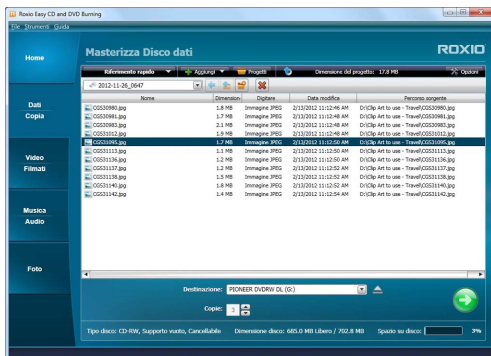 Roxio Easy CD and DVD Burning
File Strumenti Guida
Home
Masterizza Disco dati
ROXIO
Riferimento rapido Aggiungi Progetti Dimensione del progetto: 17.8 MB Opzioni
2012-11-26_0647
Nome Dimension Digitare Data modifica Percorso sorgente
CGS30980.jpg 1.8 MB Immagine JPEG 2/13/2012 11:12:46 AM D:\Clip Art to use - Travel\CGS30980.jpg
CGS30981.jpg 1.7 MB Immagine JPEG 2/13/2012 11:12:48 AM D:\Clip Art to use - Travel\CGS30981.jpg
CGS30983.jpg 2.1 MB Immagine JPEG 2/13/2012 11:12:48 AM D:\Clip Art to use - Travel\CGS30983.jpg
CGS31012.jpg 1.9 MB Immagine JPEG 2/13/2012 11:12:48 AM D:\Clip Art to use - Travel\CGS31012.jpg
CGS31095.jpg 1.7 MB Immagine JPEG 2/13/2012 11:12:50 AM D:\Clip Art to use - Travel\CGS31095.jpg
CGS31113.jpg 1.1 MB Immagine JPEG 2/13/2012 11:12:50 AM D:\Clip Art to use - Travel\CGS31113.jpg
CGS31136.jpg 1.2 MB Immagine JPEG 2/13/2012 11:12:50 AM D:\Clip Art to use - Travel\CGS31136.jpg
CGS31137.jpg 1.2 MB Immagine JPEG 2/13/2012 11:12:52 AM D:\Clip Art to use - Travel\CGS31137.jpg
CGS31138.jpg 1.5 MB Immagine JPEG 2/13/2012 11:12:52 AM D:\Clip Art to use - Travel\CGS31138.jpg
CGS31140.jpg 1.8 MB Immagine JPEG 2/13/2012 11:12:52 AM D:\Clip Art to use - Travel\CGS31140.jpg
CGS31142.jpg 1.4 MB Immagine JPEG 2/13/2012 11:12:54 AM D:\Clip Art to use - Travel\CGS31142.jpg
Dati
Copia
Video
Filmati
Musica
Audio
Foto
Destinazione: PIONEER DVDRW DL (G:)
Copie: 3
Tipo disco: CD-RW, Supporto vuoto, Cancellabile Dimensione disco: 685.0 MB Libero / 702.8 MB Spazio su disco: 3%